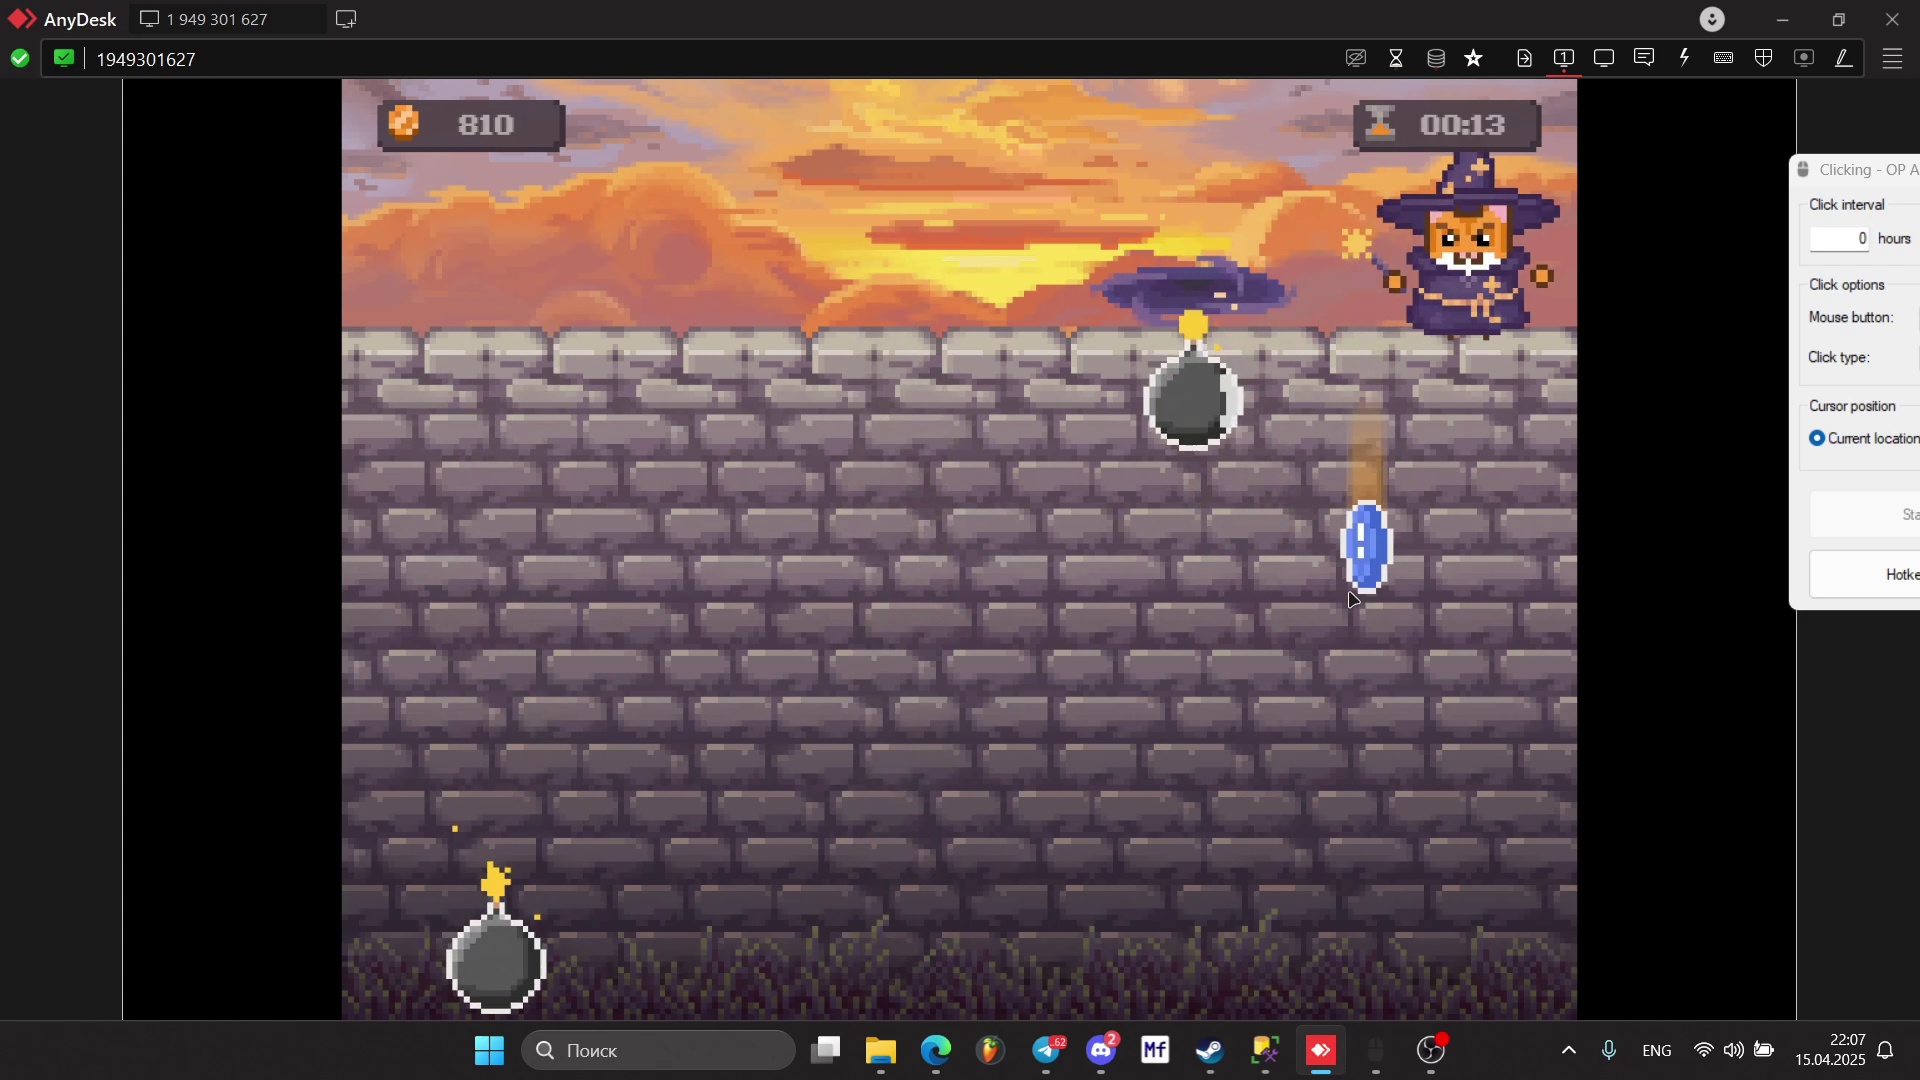 AnyDesk
1 949 301 627
1949301627
810
00:13
Clicking - OP A
Click interval
0 hours
Click options
Mouse button:
Click type:
Cursor position
Current location
Sta
Hotke
Поиск
62
2
Mf
ENG
22:07
15.04.2025